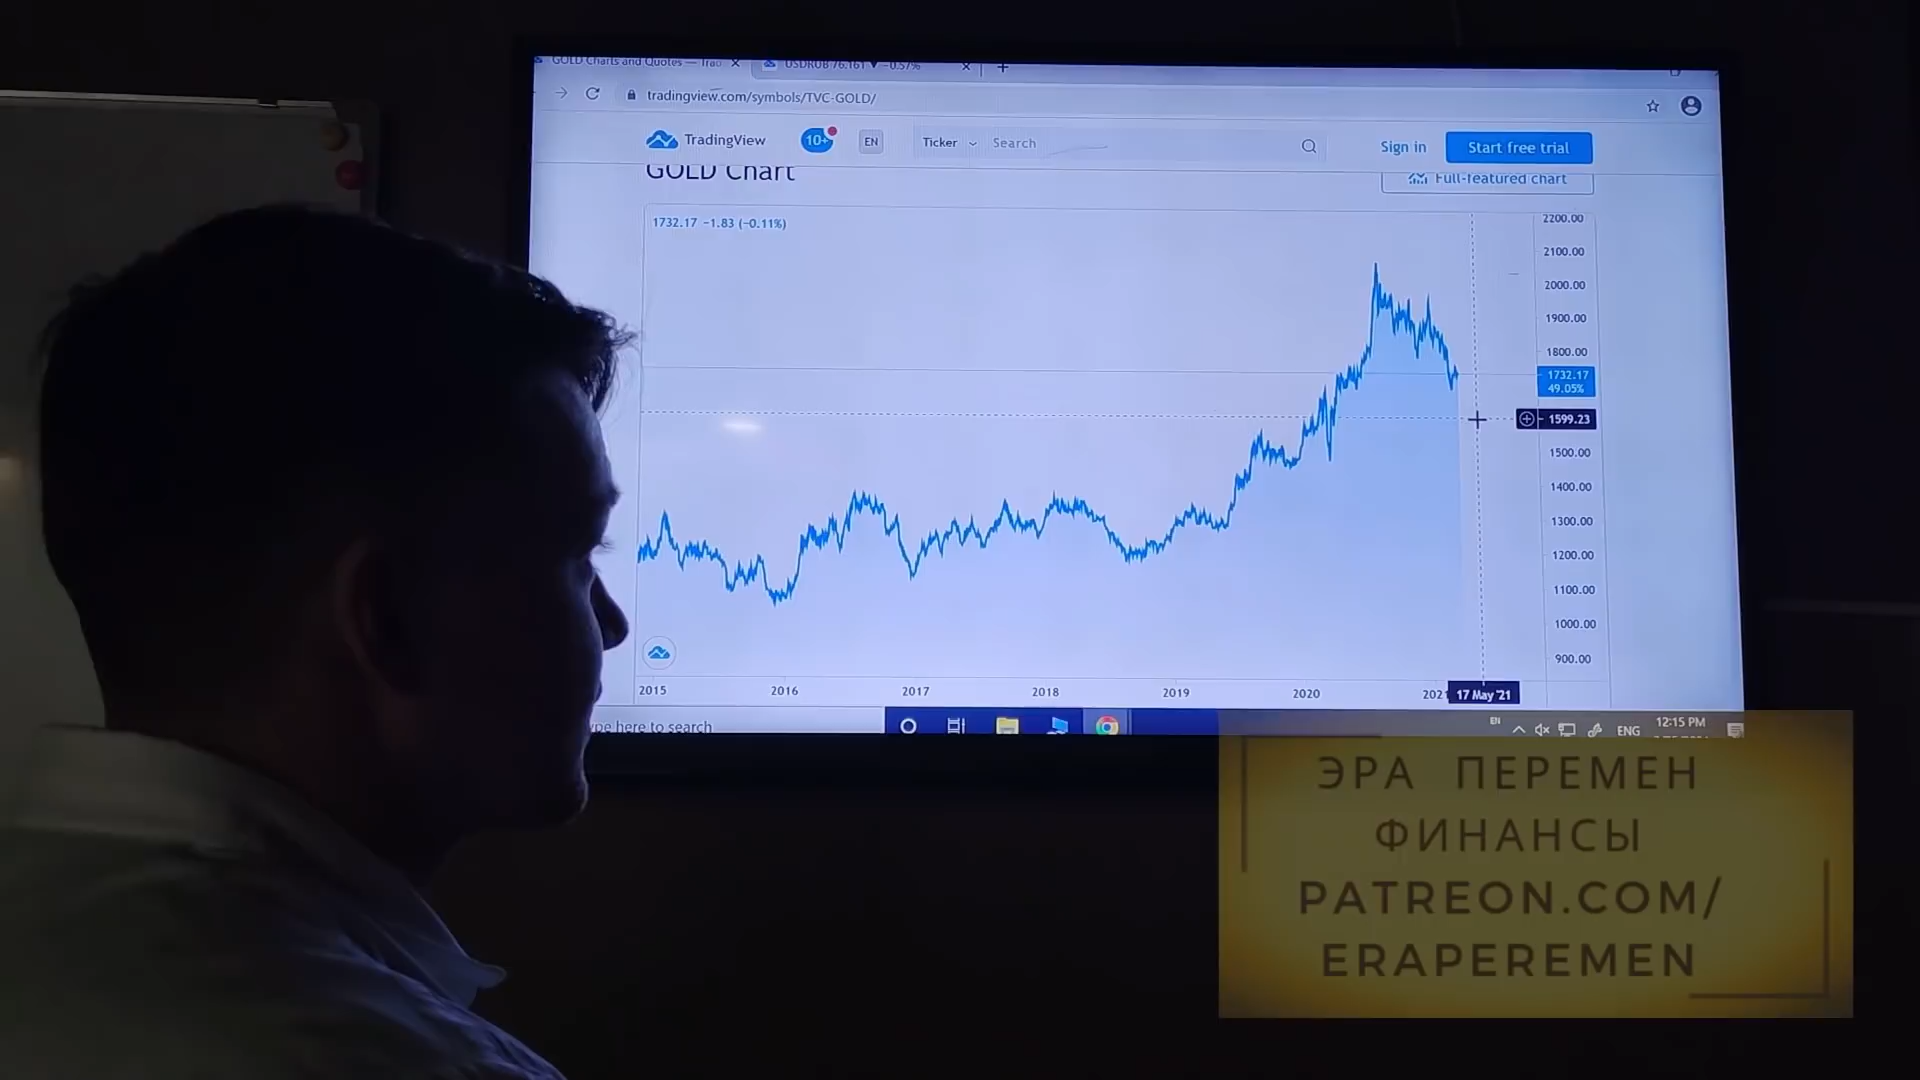 GOLD Charts and Quotes — Trad
USDRUB 76.161 ▼ −0.57%
tradingview.com/symbols/TVC-GOLD/
TradingView
10+
EN
Ticker
Search
Sign in
Start free trial
GOLD Chart
Full-featured chart
1732.17 −1.83 (−0.11%)
2200.00
2100.00
2000.00
1900.00
1800.00
1732.17
49.05%
1599.23
1500.00
1400.00
1300.00
1200.00
1100.00
1000.00
900.00
2015 2016 2017 2018 2019 2020 2021 17 May '21
ype here to search
EN
ENG
12:15 PM
ЭРА ПЕРЕМЕН
ФИНАНСЫ
PATREON.COM/
ERAPEREMEN